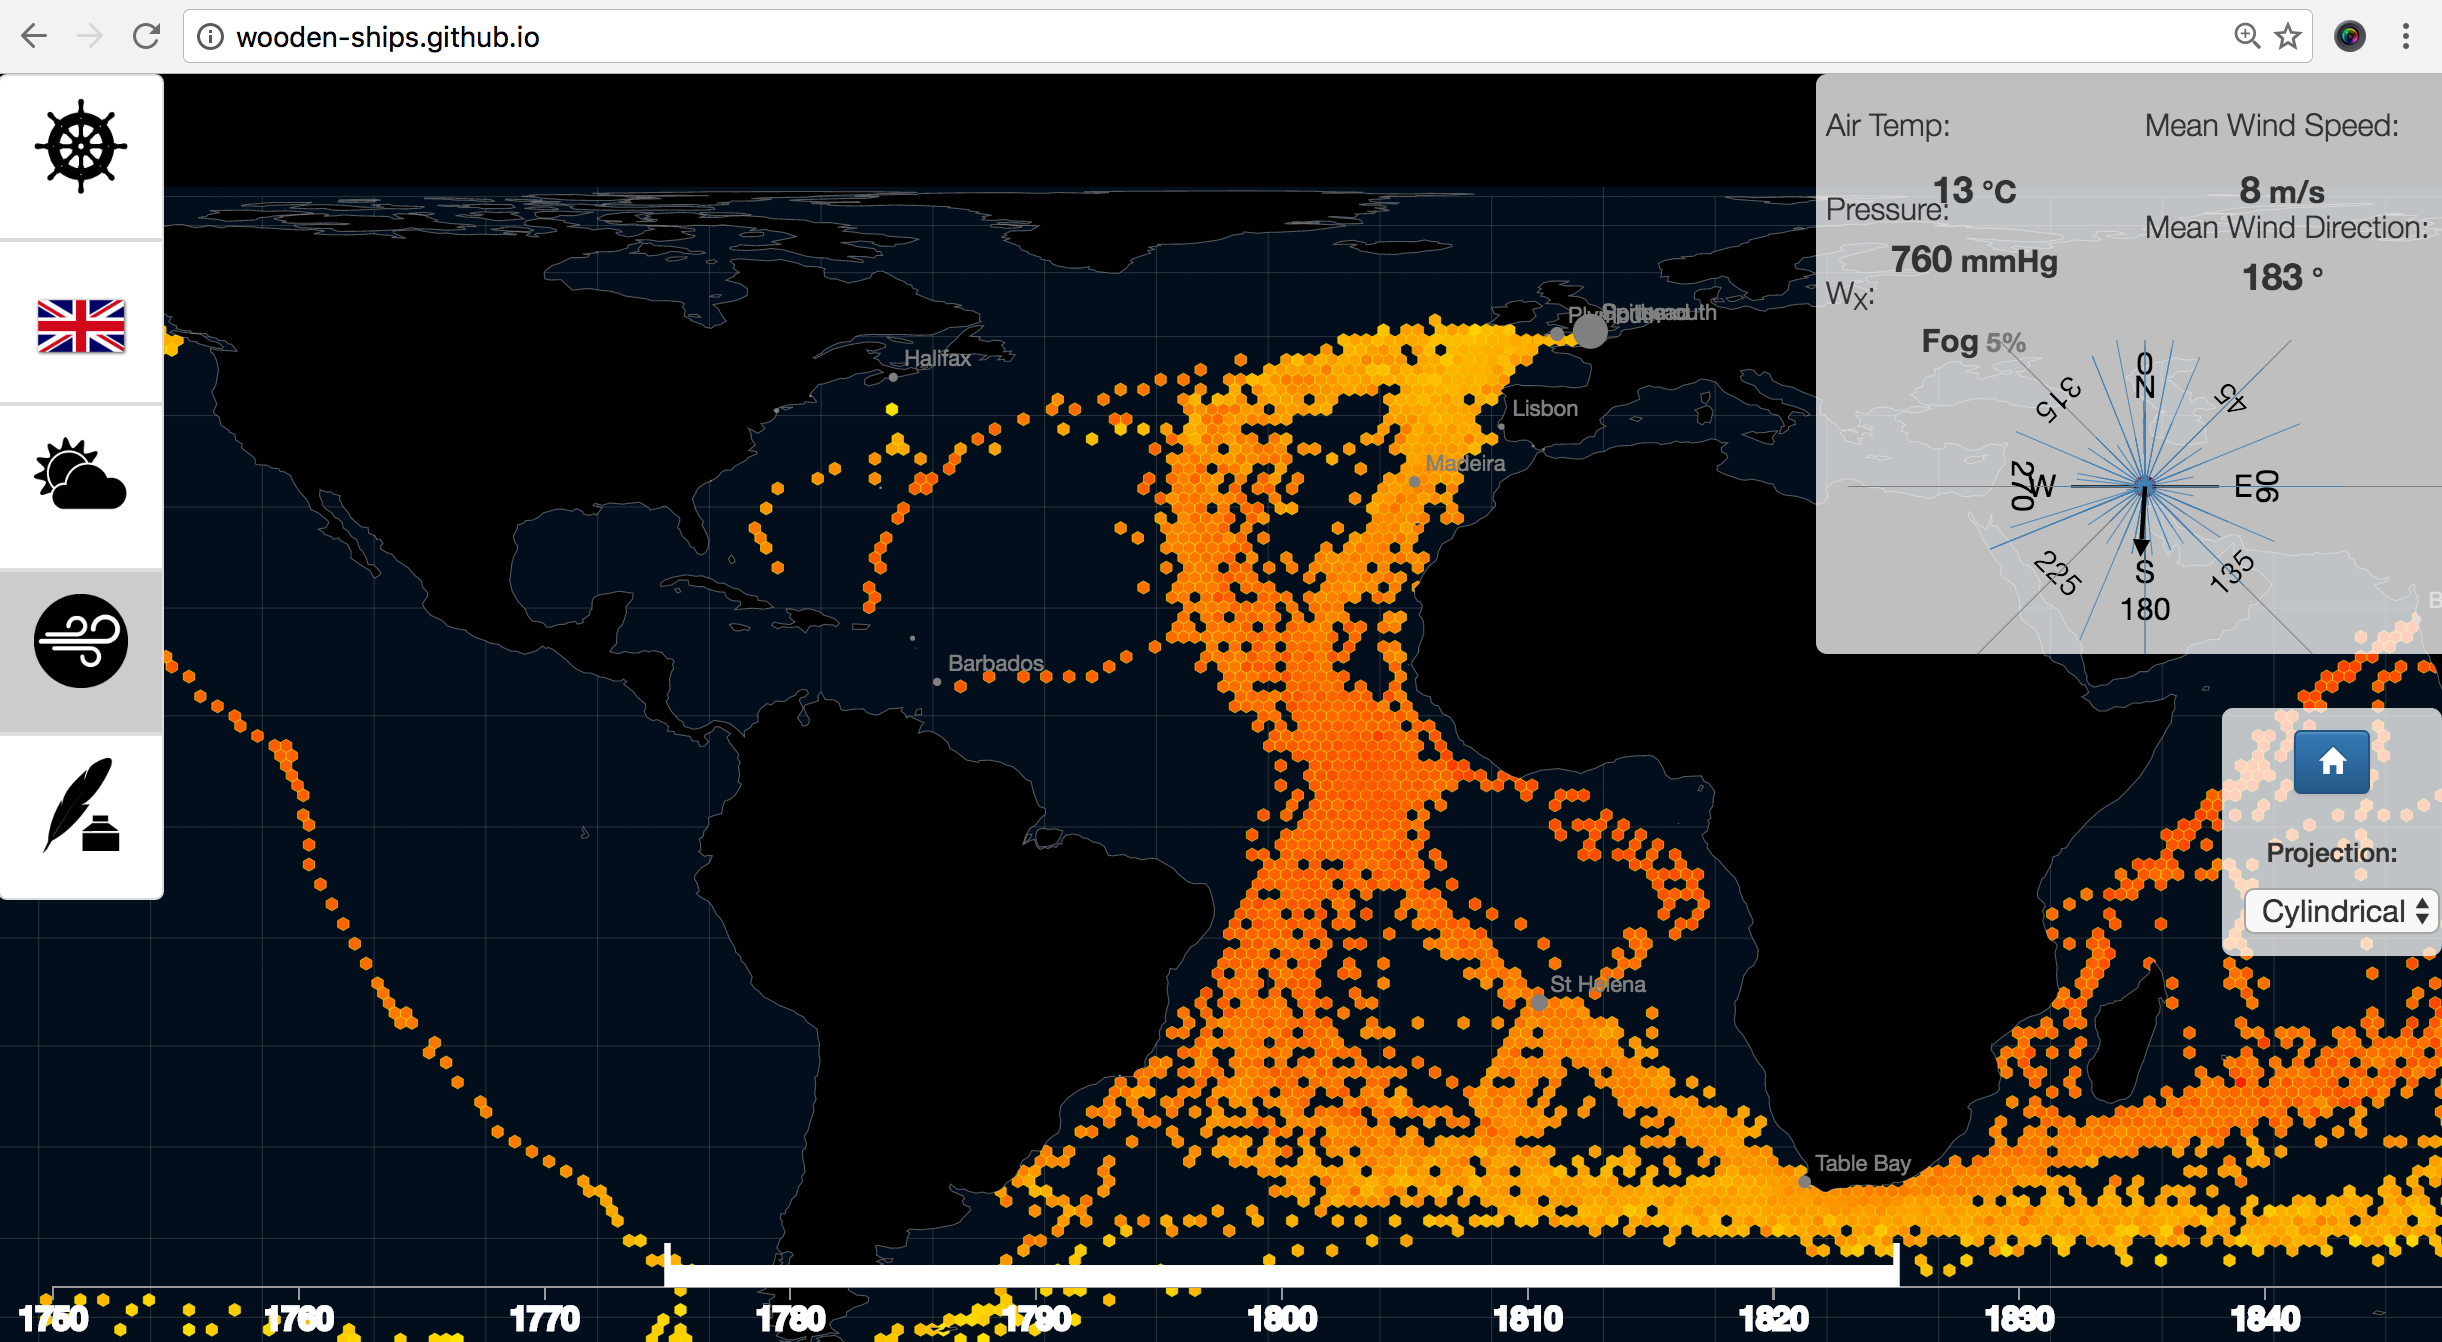 wooden-ships.github.io
Air Temp:
13 °C
Mean Wind Speed:
8 m/s
Pressure:
760 mmHg
Mean Wind Direction:
183 °
Wx:
Fog 5%
0
N
45
E
90
135
S
180
225
W
270
315
Halifax
Lisbon
Madeira
Barbados
St Helena
Table Bay
B
Projection:
Cylindrical
1750
1760
1770
1780
1790
1800
1810
1820
1830
1840